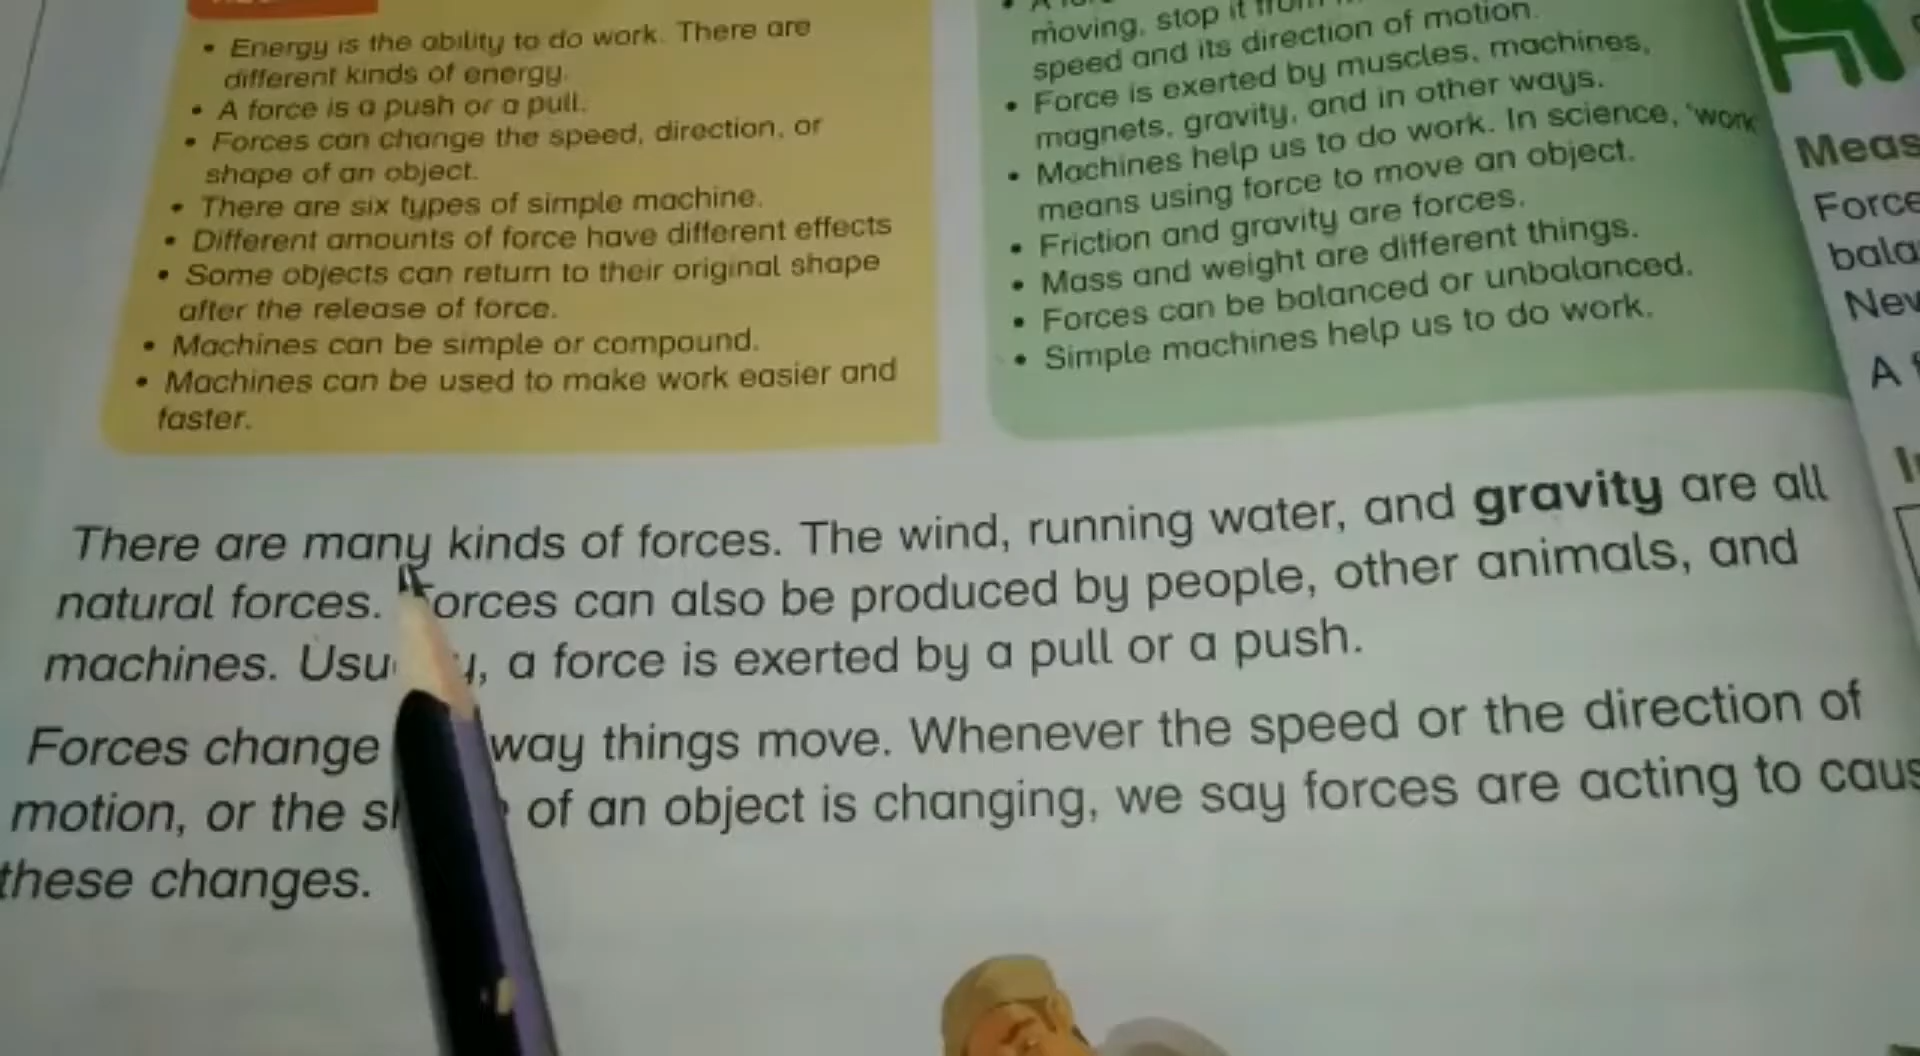 • Energy is the ability to do work. There are
different kinds of energy.
• A force is a push or a pull.
• Forces can change the speed, direction, or
shape of an object.
• There are six types of simple machine.
• Different amounts of force have different effects
• Some objects can return to their original shape
after the release of force.
• Machines can be simple or compound.
• Machines can be used to make work easier and
faster.
moving, stop it from
speed and its direction of motion.
• Force is exerted by muscles, machines,
magnets, gravity, and in other ways.
• Machines help us to do work. In science, 'work'
means using force to move an object.
• Friction and gravity are forces.
• Mass and weight are different things.
• Forces can be balanced or unbalanced.
• Simple machines help us to do work.
There are many kinds of forces. The wind, running water, and gravity are all
natural forces. Forces can also be produced by people, other animals, and
machines. a force is exerted by a pull or a push.
Forces change way things move. Whenever the speed or the direction of
motion, or the of an object is changing, we say forces are acting to
these changes.
Force
A